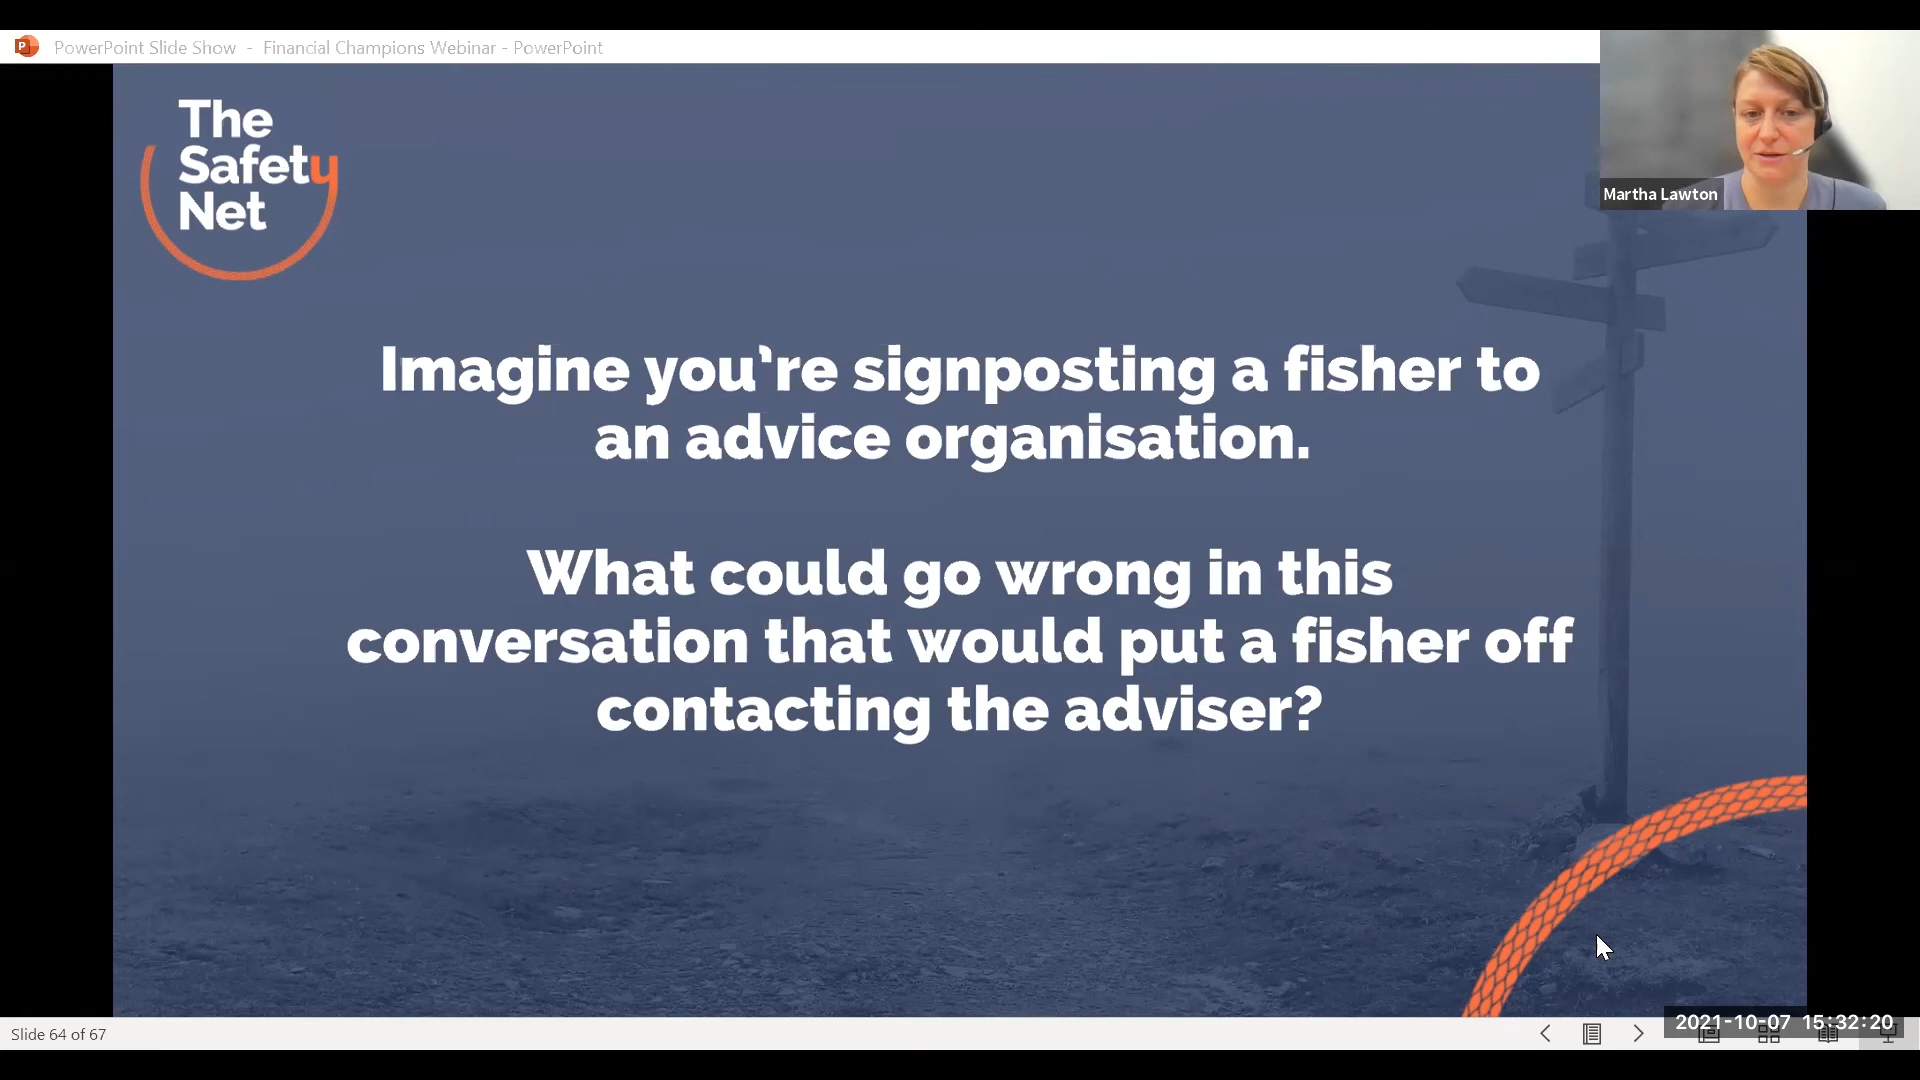 PowerPoint Slide Show - Financial Champions Webinar - PowerPoint
Martha Lawton
The
Safety
Net
Imagine you're signposting a fisher to
an advice organisation.
What could go wrong in this
conversation that would put a fisher off
contacting the adviser?
Slide 64 of 67
2021-10-07 15:32:20